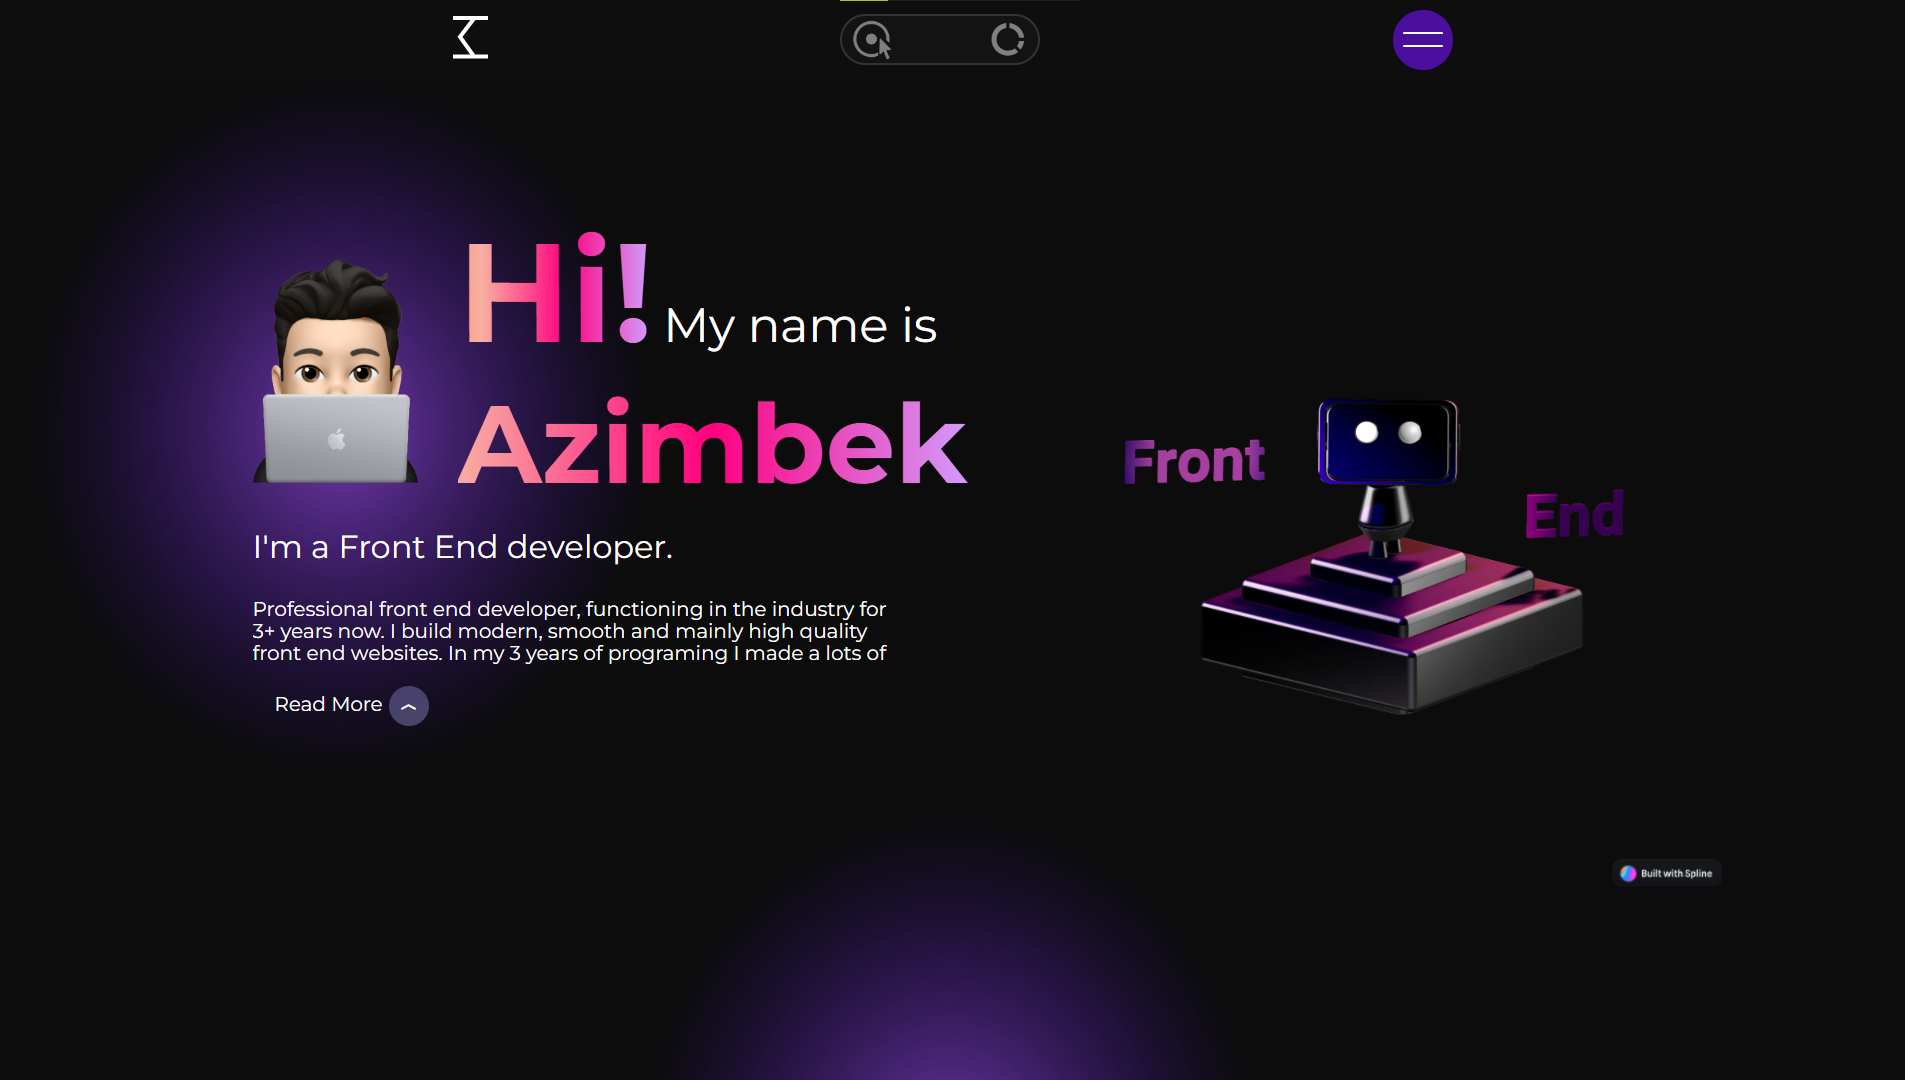 Hi! My name is
Azimbek
I'm a Front End developer.
Professional front end developer, functioning in the industry for
3+ years now. I build modern, smooth and mainly high quality
front end websites. In my 3 years of programing I made a lots of
Read More
Front
End
Built with Spline